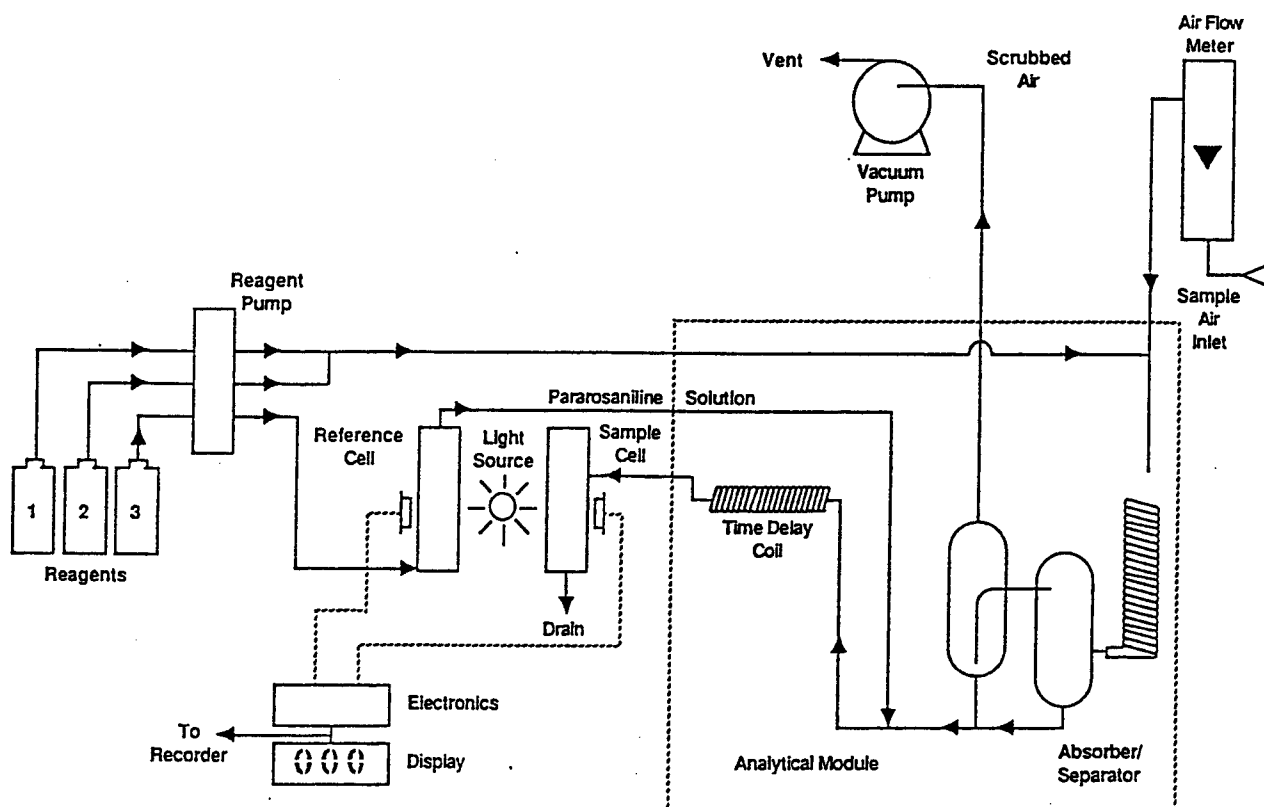 Air Flow
Meter
Vent
Scrubbed
Air
Vacuum
Pump
Reagent
Pump
Sample
Air
Inlet
Pararosaniline Solution
Reference
Cell
Light
Source
Sample
Cell
1
2
3
Time Delay
Coil
Reagents
Drain
Electronics
To
Recorder
000
Display
Analytical Module
Absorber/
Separator